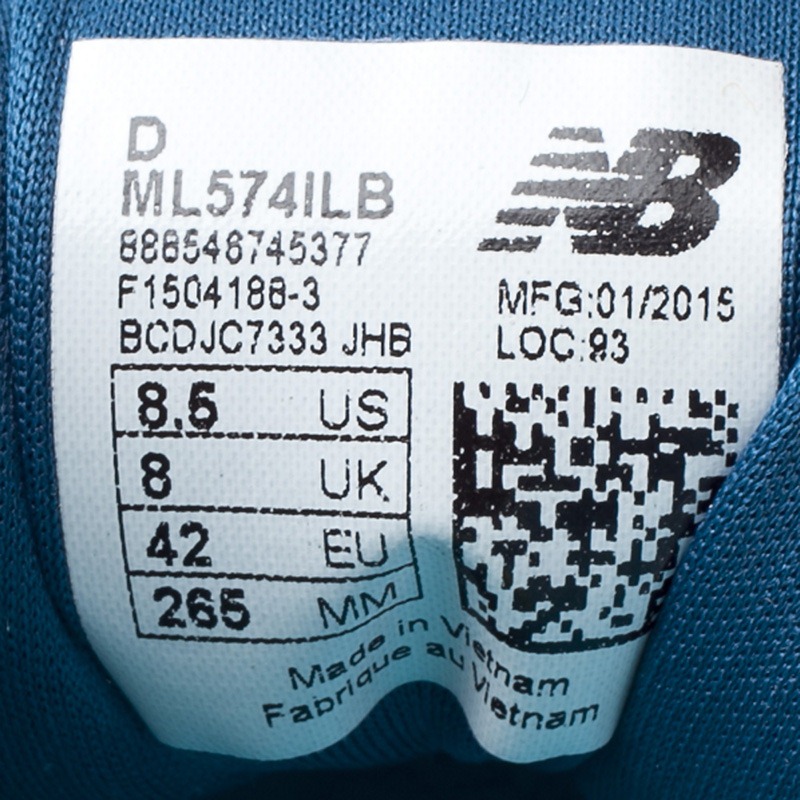 D
ML574ILB
888546745377
F1504188-3
BCDJC7333 JHB
8.5 US
8 UK
42 EU
265 MM
NB
MFG:01/2015
LOC:93
Made in Vietnam
Fabrique au Vietnam